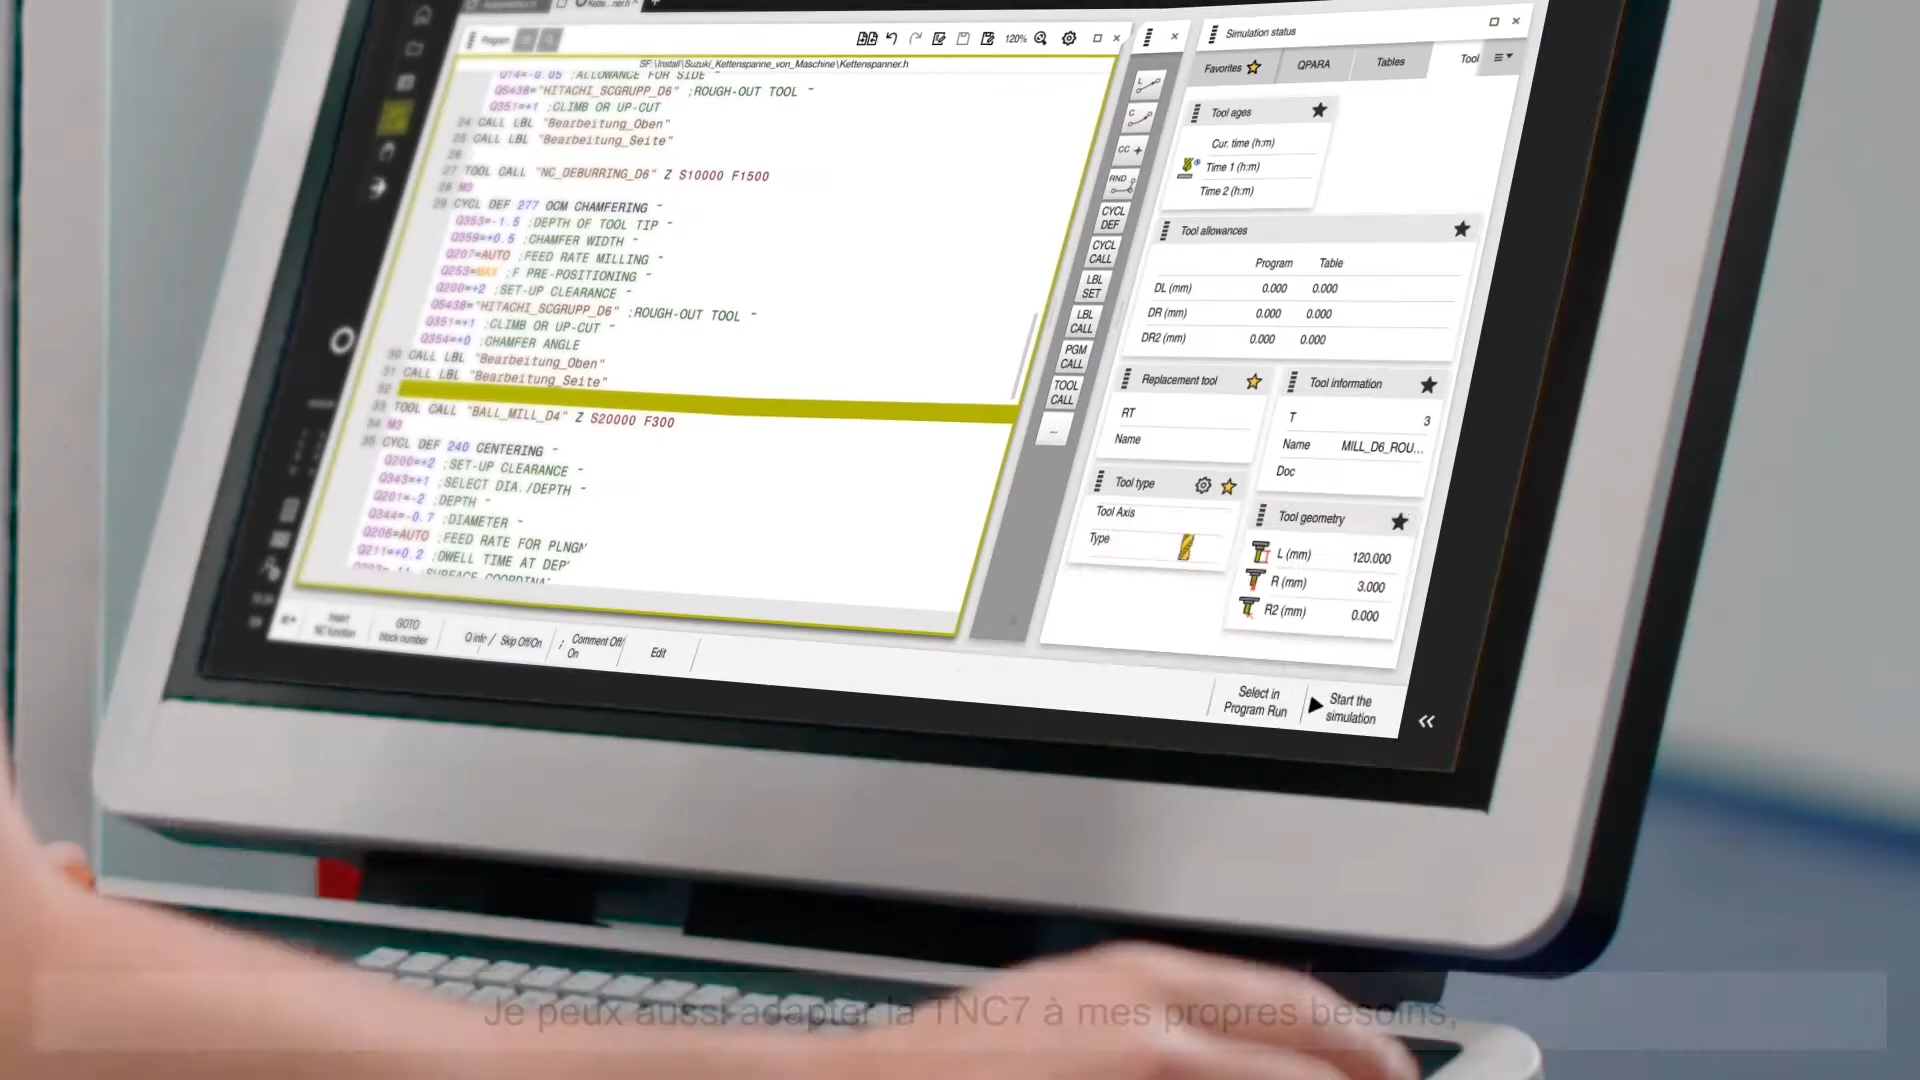 Kette...ner.h
Program
120%
SF:\Install\Suzuki_Kettenspanne_von_Maschine\Kettenspanner.h
Q14=-0.05 ;ALLOWANCE FOR SIDE ~
QS438="HITACHI_SCGRUPP_D6" ;ROUGH-OUT TOOL ~
Q351=+1 ;CLIMB OR UP-CUT
24 CALL LBL "Bearbeitung_Oben"
25 CALL LBL "Bearbeitung_Seite"
26 ;
27 TOOL CALL "NC_DEBURRING_D6" Z S10000 F1500
28 M3
29 CYCL DEF 277 OCM CHAMFERING ~
Q353=-1.5 ;DEPTH OF TOOL TIP ~
Q359=+0.5 ;CHAMFER WIDTH ~
Q207=AUTO ;FEED RATE MILLING ~
Q253=MAX ;F PRE-POSITIONING ~
Q200=+2 ;SET-UP CLEARANCE ~
QS438="HITACHI_SCGRUPP_D6" ;ROUGH-OUT TOOL ~
Q351=+1 ;CLIMB OR UP-CUT ~
Q354=+0 ;CHAMFER ANGLE
30 CALL LBL "Bearbeitung_Oben"
31 CALL LBL "Bearbeitung_Seite"
32
33 TOOL CALL "BALL_MILL_D4" Z S20000 F300
34 M3
35 CYCL DEF 240 CENTERING ~
Q200=+2 ;SET-UP CLEARANCE ~
Q343=+1 ;SELECT DIA./DEPTH ~
Q201=-2 ;DEPTH ~
Q344=-0.7 ;DIAMETER ~
Q206=AUTO ;FEED RATE FOR PLNGN
Q211=+0.2 ;DWELL TIME AT DEP
;SURFACE COORDINA
Insert
NC function
GOTO
block number
Q info
/ Skip Off/On
; Comment Off/
On
Edit
L
C
CC
RND
CYCL
DEF
CYCL
CALL
LBL
SET
LBL
CALL
PGM
CALL
TOOL
CALL
...
Simulation status
Favorites
QPARA
Tables
Tool
Tool ages
Cur. time (h:m)
Time 1 (h:m)
Time 2 (h:m)
Tool allowances
Program Table
DL (mm) 0.000 0.000
DR (mm) 0.000 0.000
DR2 (mm) 0.000 0.000
Replacement tool
RT
Name
Tool information
T 3
Name MILL_D6_ROU...
Doc
Tool type
Tool Axis
Type
Tool geometry
L (mm) 120.000
R (mm) 3.000
R2 (mm) 0.000
Select in
Program Run
Start the
simulation
Je peux aussi adapter la TNC7 à mes propres besoins,